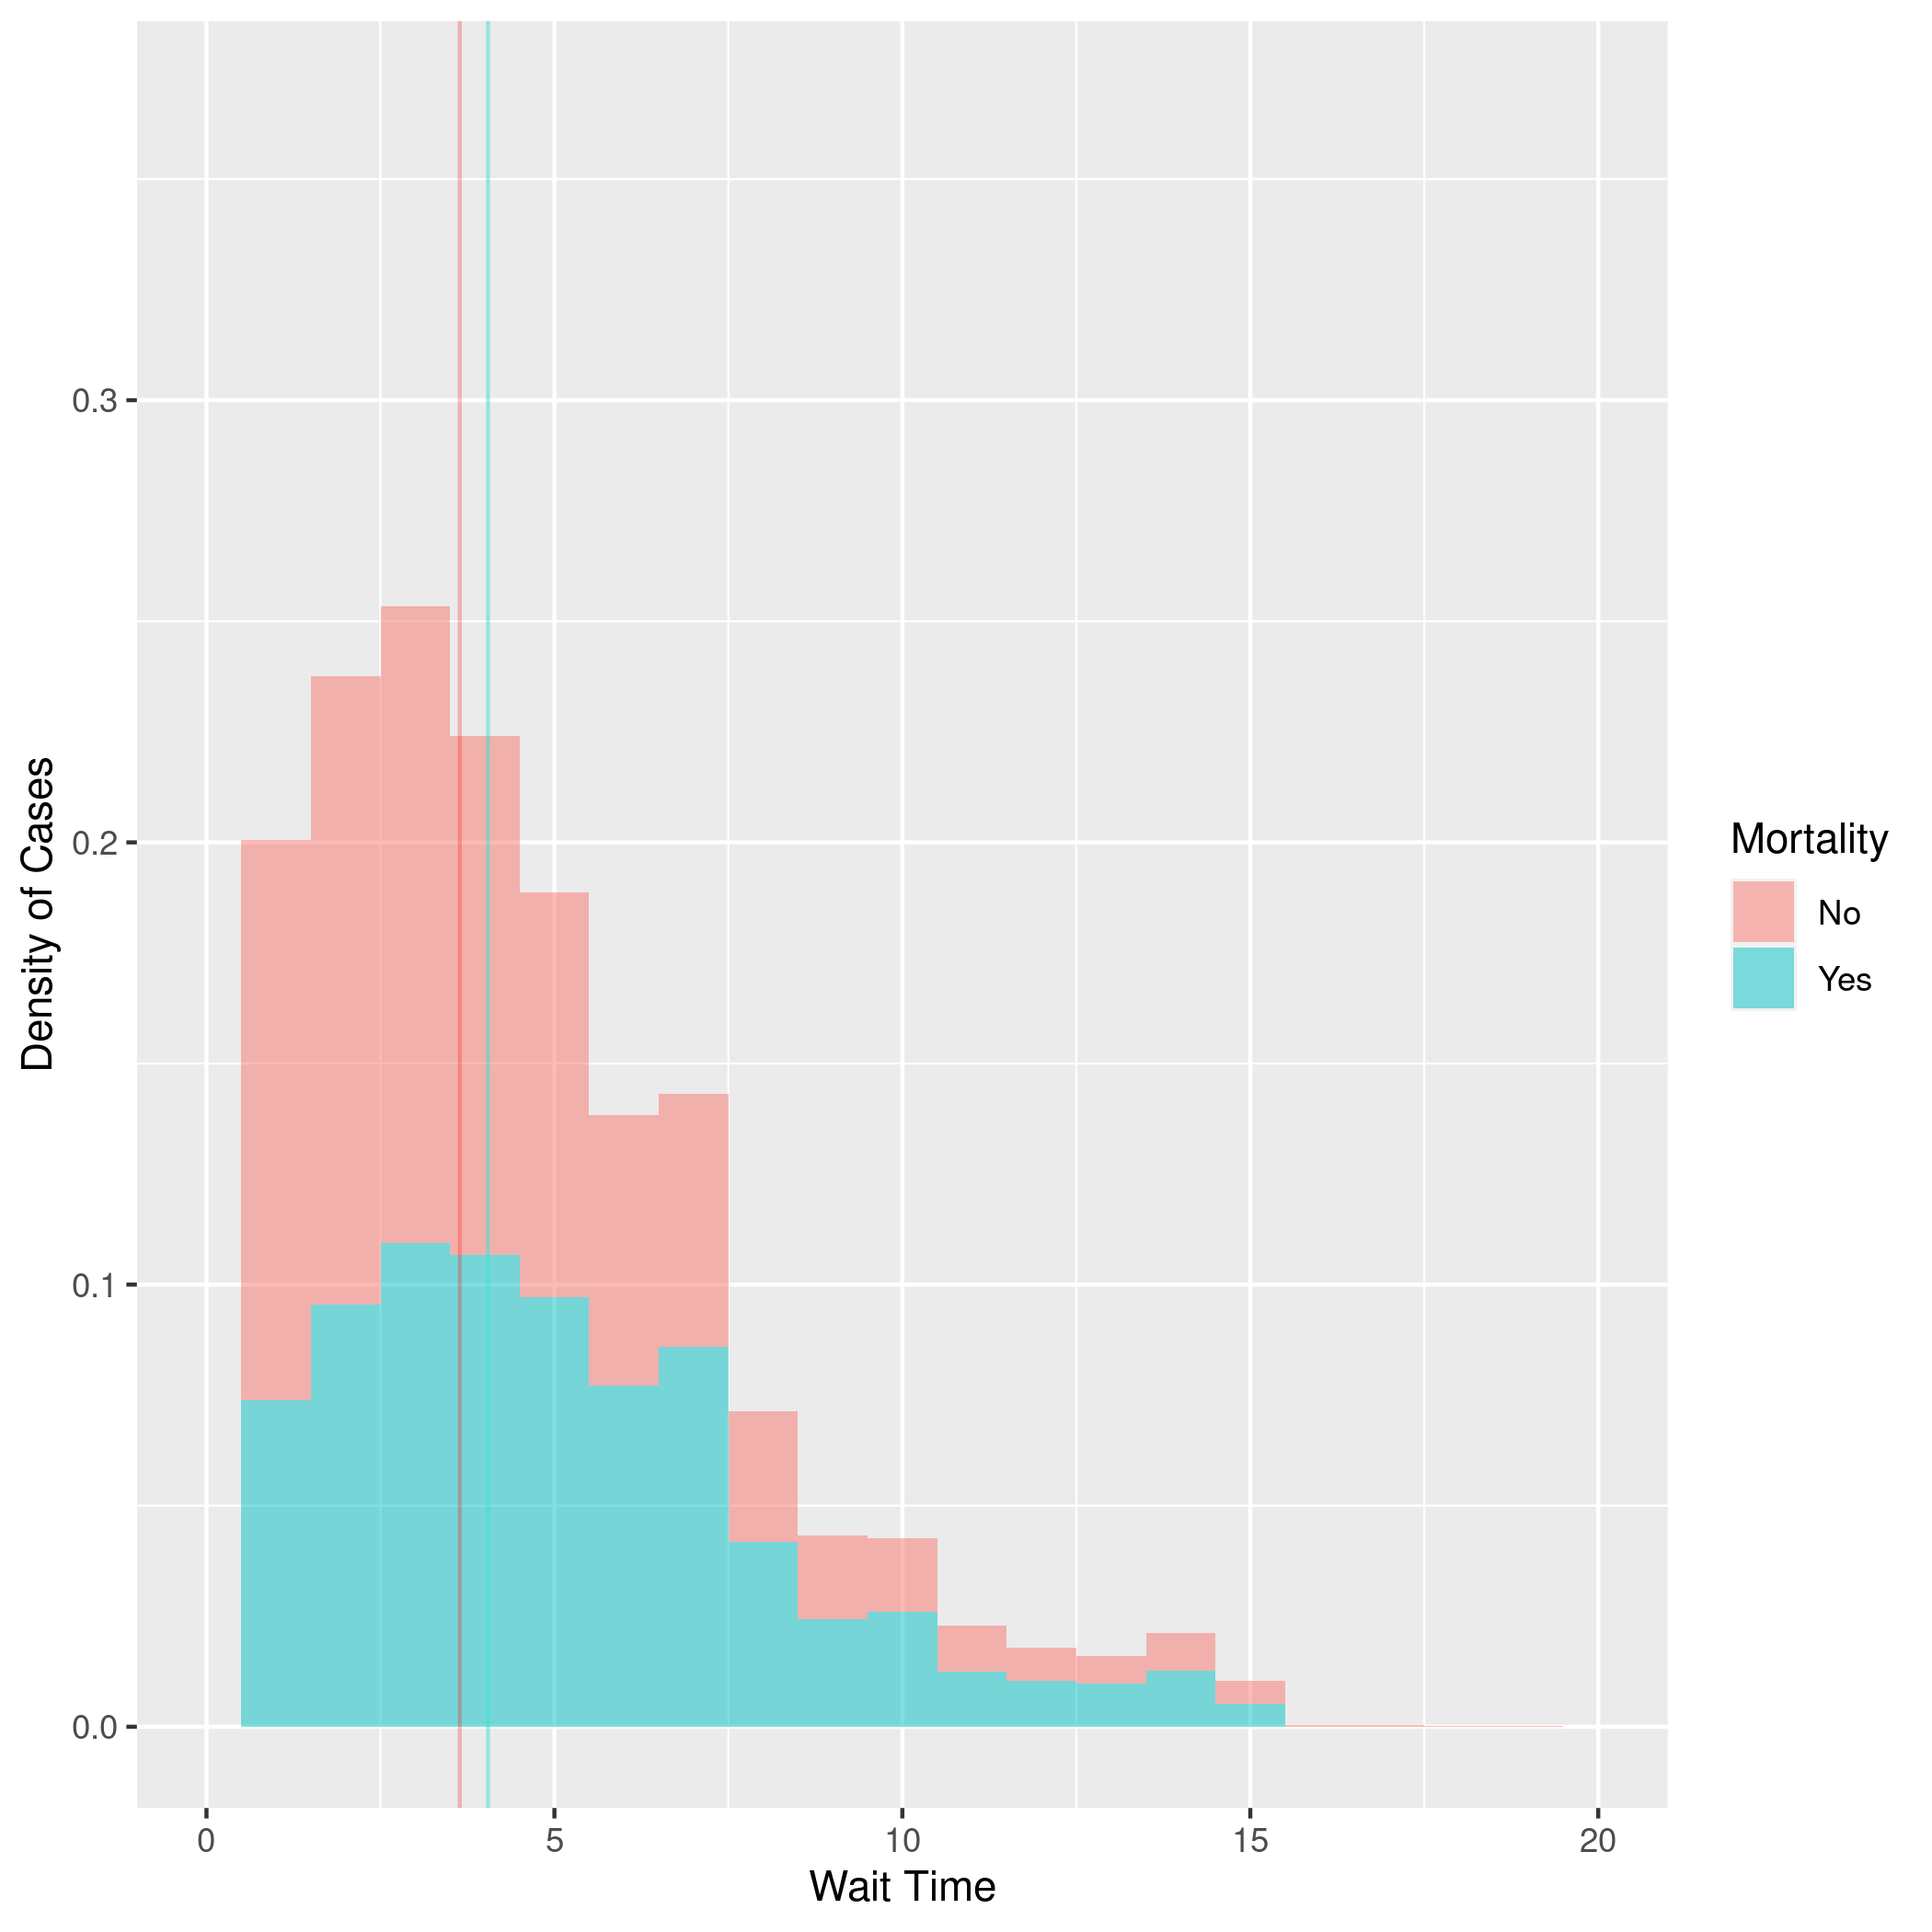 Density of Cases
0.3
0.2
0.1
0.0
0 5 10 15 20
Wait Time
Mortality
No
Yes